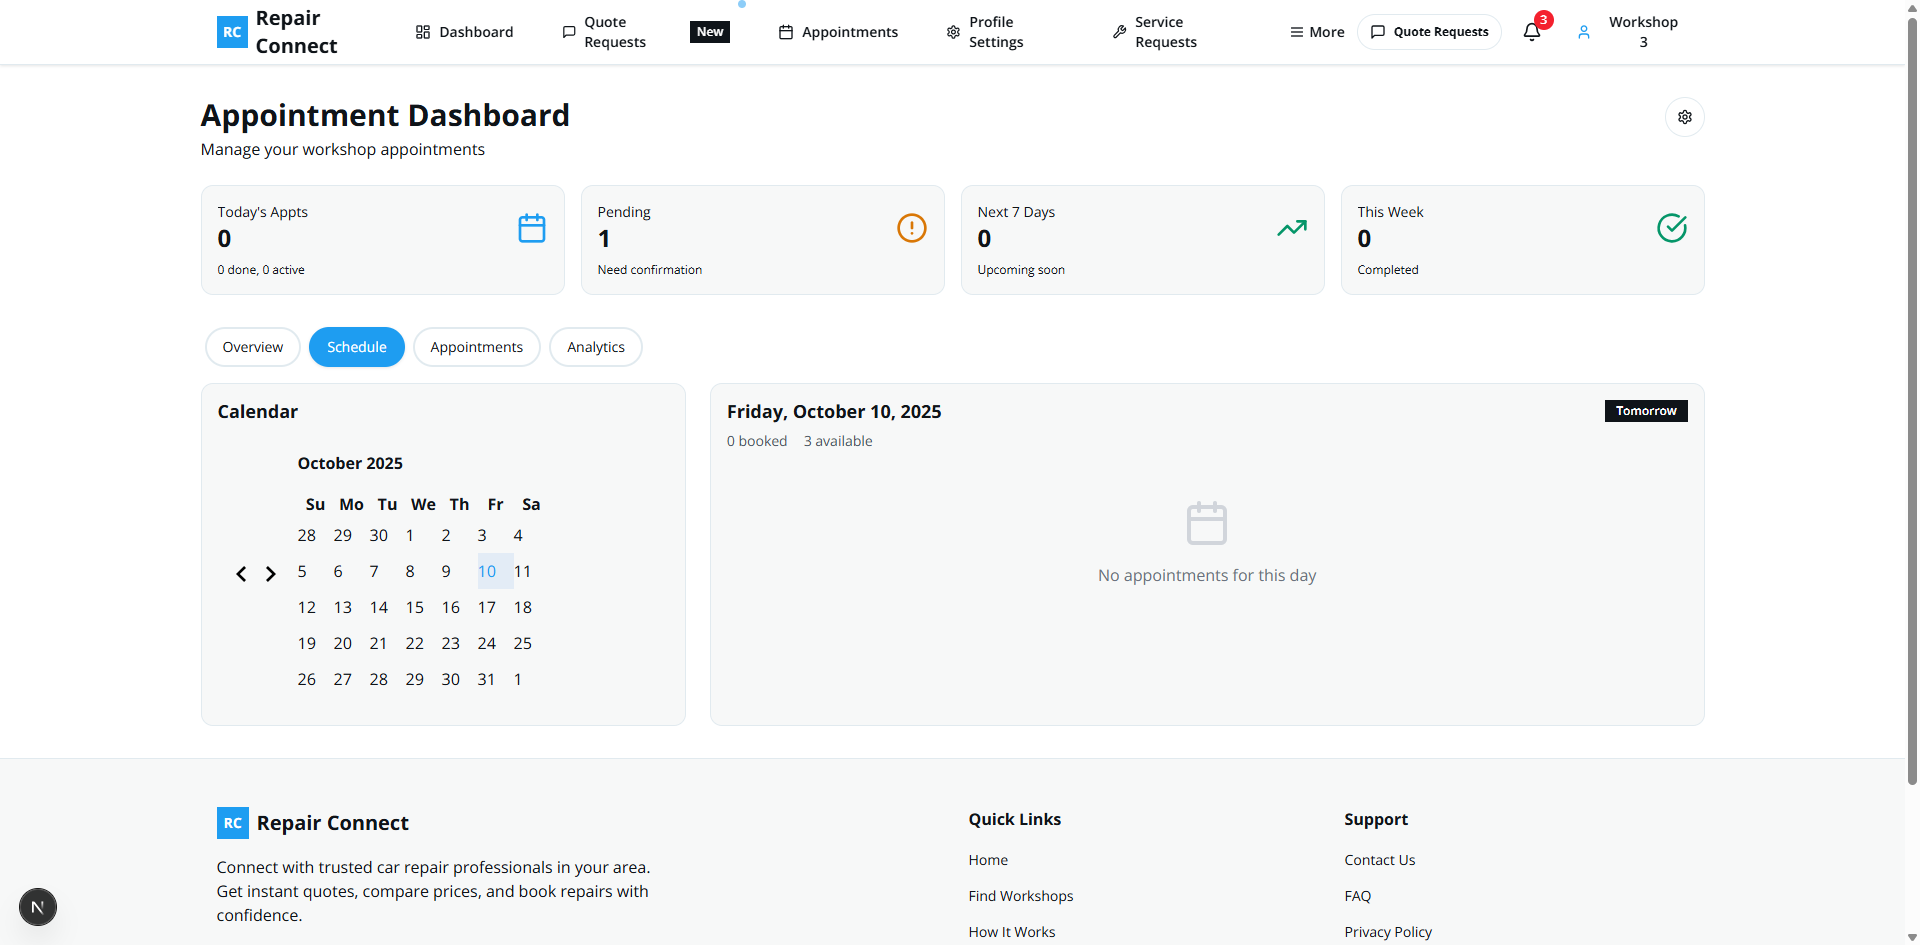 RC
Repair
Connect
Dashboard
Quote
Requests
New
Appointments
Profile
Settings
Service
Requests
More
Quote Requests
3
Workshop
3
Appointment Dashboard
Manage your workshop appointments
Today's Appts
0
0 done, 0 active
Pending
1
Need confirmation
Next 7 Days
0
Upcoming soon
This Week
0
Completed
Overview
Schedule
Appointments
Analytics
Calendar
October 2025
Su Mo Tu We Th Fr Sa
28 29 30 1 2 3 4
5 6 7 8 9 10 11
12 13 14 15 16 17 18
19 20 21 22 23 24 25
26 27 28 29 30 31 1
Friday, October 10, 2025
Tomorrow
0 booked 3 available
No appointments for this day
RC Repair Connect
Connect with trusted car repair professionals in your area.
Get instant quotes, compare prices, and book repairs with
confidence.
Quick Links
Home
Find Workshops
How It Works
Support
Contact Us
FAQ
Privacy Policy
N